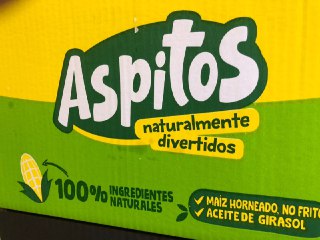 Aspitos
naturalmente
divertidos
100% INGREDIENTES
NATURALES
✓ MAÍZ HORNEADO, NO FRITO
✓ ACEITE DE GIRASOL